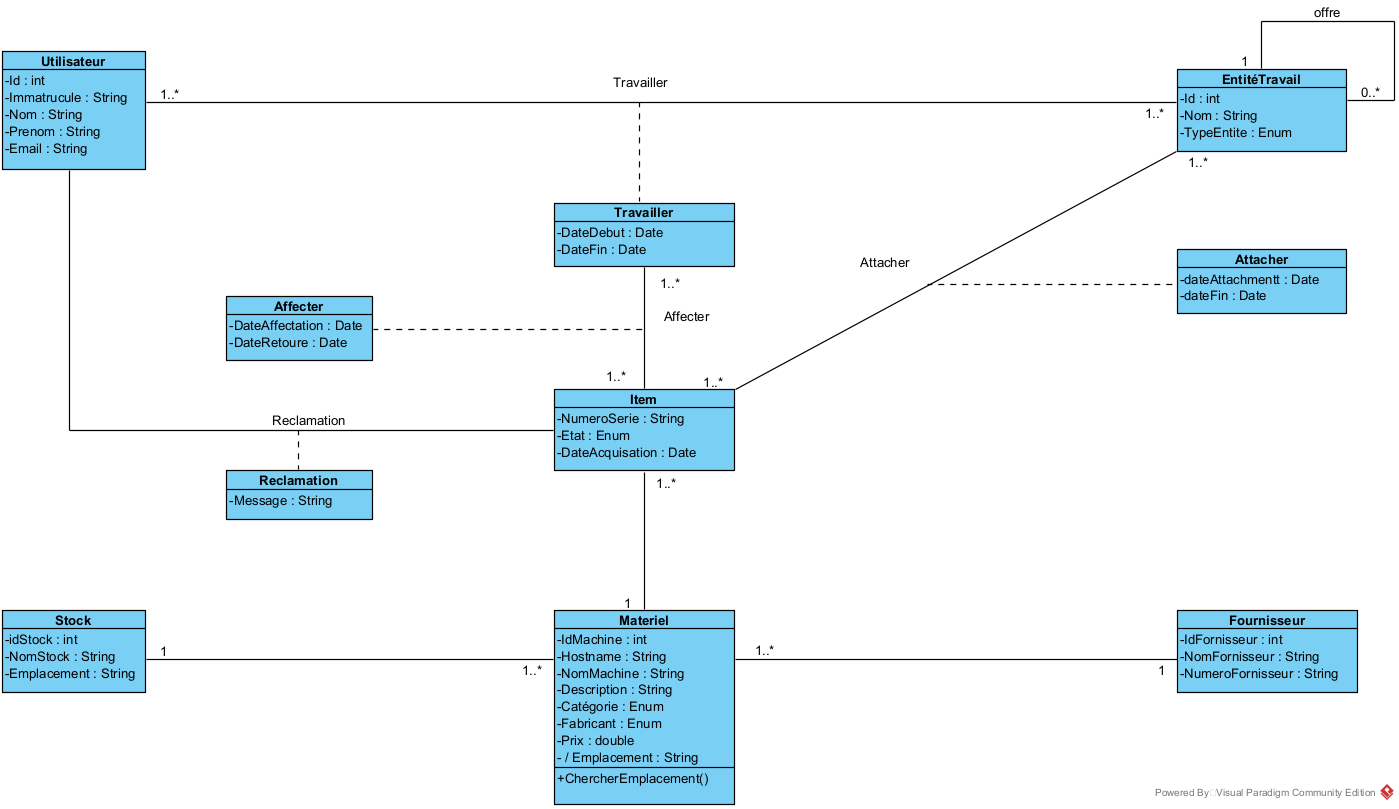 offre
Utilisateur
-Id : int
-Immatrucule : String
-Nom : String
-Prenom : String
-Email : String
1..*
Travailler
1..*
1
0..*
EntitéTravail
-Id : int
-Nom : String
-TypeEntite : Enum
1..*
Travailler
-DateDebut : Date
-DateFin : Date
1..*
Affecter
1..*
Affecter
-DateAffectation : Date
-DateRetoure : Date
Attacher
1..*
Attacher
-dateAttachmentt : Date
-dateFin : Date
Item
-NumeroSerie : String
-Etat : Enum
-DateAcquisation : Date
1..*
Reclamation
Reclamation
-Message : String
1
Stock
-idStock : int
-NomStock : String
-Emplacement : String
1
1..*
Materiel
-IdMachine : int
-Hostname : String
-NomMachine : String
-Description : String
-Catégorie : Enum
-Fabricant : Enum
-Prix : double
- / Emplacement : String
+ChercherEmplacement()
1..*
1
Fournisseur
-IdFornisseur : int
-NomFornisseur : String
-NumeroFornisseur : String
Powered By Visual Paradigm Community Edition